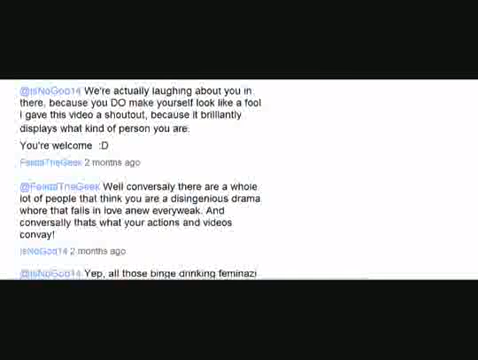 @IsNoGod14 We're actually laughing about you in
there, because you DO make yourself look like a fool
I gave this video a shoutout, because it brilliantly
displays what kind of person you are.
You're welcome :D
FeralTheGeek 2 months ago
@FeralTheGeek Well conversaly there are a whole
lot of people that think you are a disingenious drama
whore that falls in love anew everyweak. And
conversally thats what your actions and videos
convay!
IsNoGod14 2 months ago
@IsNoGod14 Yep, all those binge drinking feminazi